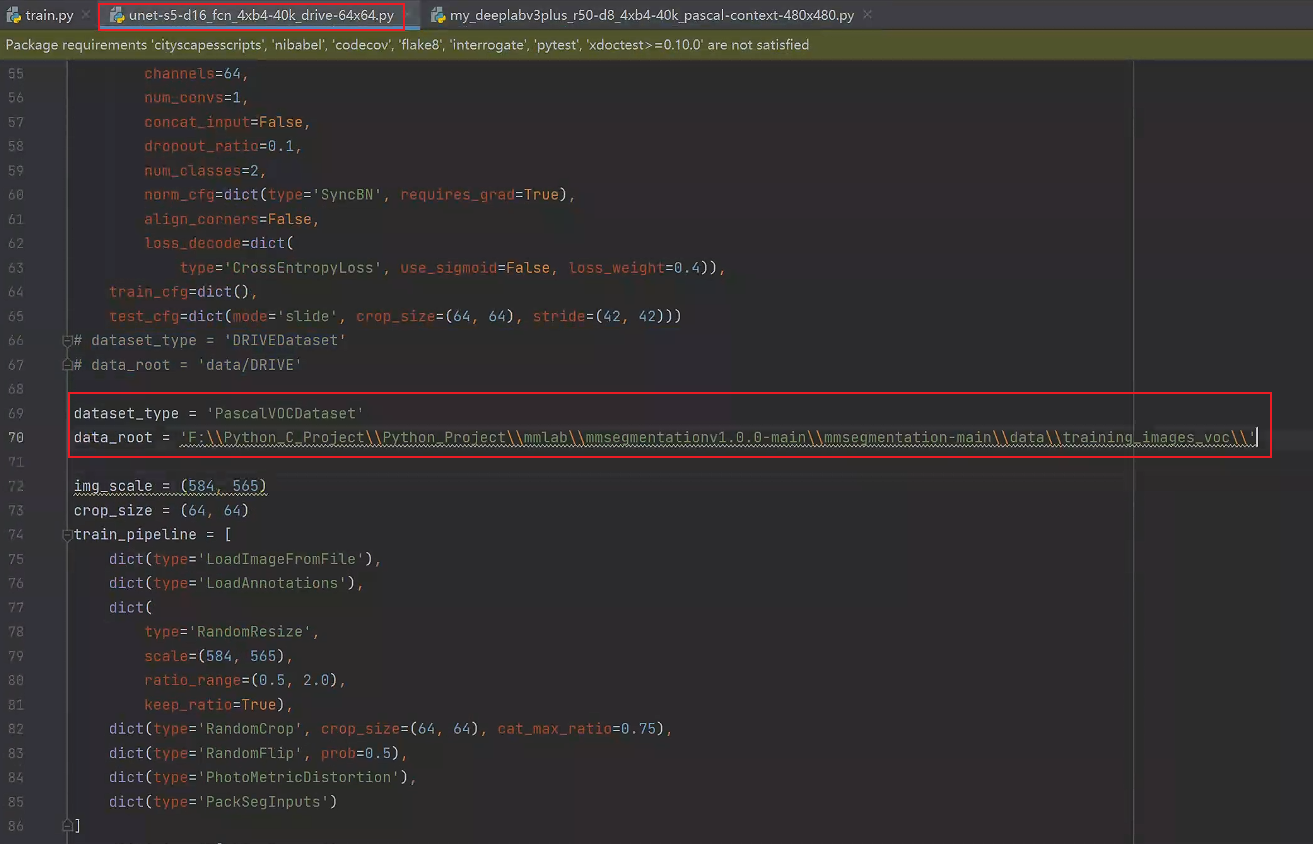 train.py unet-s5-d16_fcn_4xb4-40k_drive-64x64.py my_deeplabv3plus_r50-d8_4xb4-40k_pascal-context-480x480.py
Package requirements 'cityscapesscripts', 'nibabel', 'codecov', 'flake8', 'interrogate', 'pytest', 'xdoctest>=0.10.0' are not satisfied
55 channels=64,
56 num_convs=1,
57 concat_input=False,
58 dropout_ratio=0.1,
59 num_classes=2,
60 norm_cfg=dict(type='SyncBN', requires_grad=True),
61 align_corners=False,
62 loss_decode=dict(
63 type='CrossEntropyLoss', use_sigmoid=False, loss_weight=0.4)),
64 train_cfg=dict(),
65 test_cfg=dict(mode='slide', crop_size=(64, 64), stride=(42, 42)))
66 # dataset_type = 'DRIVEDataset'
67 # data_root = 'data/DRIVE'
68
69 dataset_type = 'PascalVOCDataset'
70 data_root = 'F:\\Python_C_Project\\Python_Project\\mmlab\\mmsegmentationv1.0.0-main\\mmsegmentation-main\\data\\training_images_voc\\'
71
72 img_scale = (584, 565)
73 crop_size = (64, 64)
74 train_pipeline = [
75 dict(type='LoadImageFromFile'),
76 dict(type='LoadAnnotations'),
77 dict(
78 type='RandomResize',
79 scale=(584, 565),
80 ratio_range=(0.5, 2.0),
81 keep_ratio=True),
82 dict(type='RandomCrop', crop_size=(64, 64), cat_max_ratio=0.75),
83 dict(type='RandomFlip', prob=0.5),
84 dict(type='PhotoMetricDistortion'),
85 dict(type='PackSegInputs')
86 ]